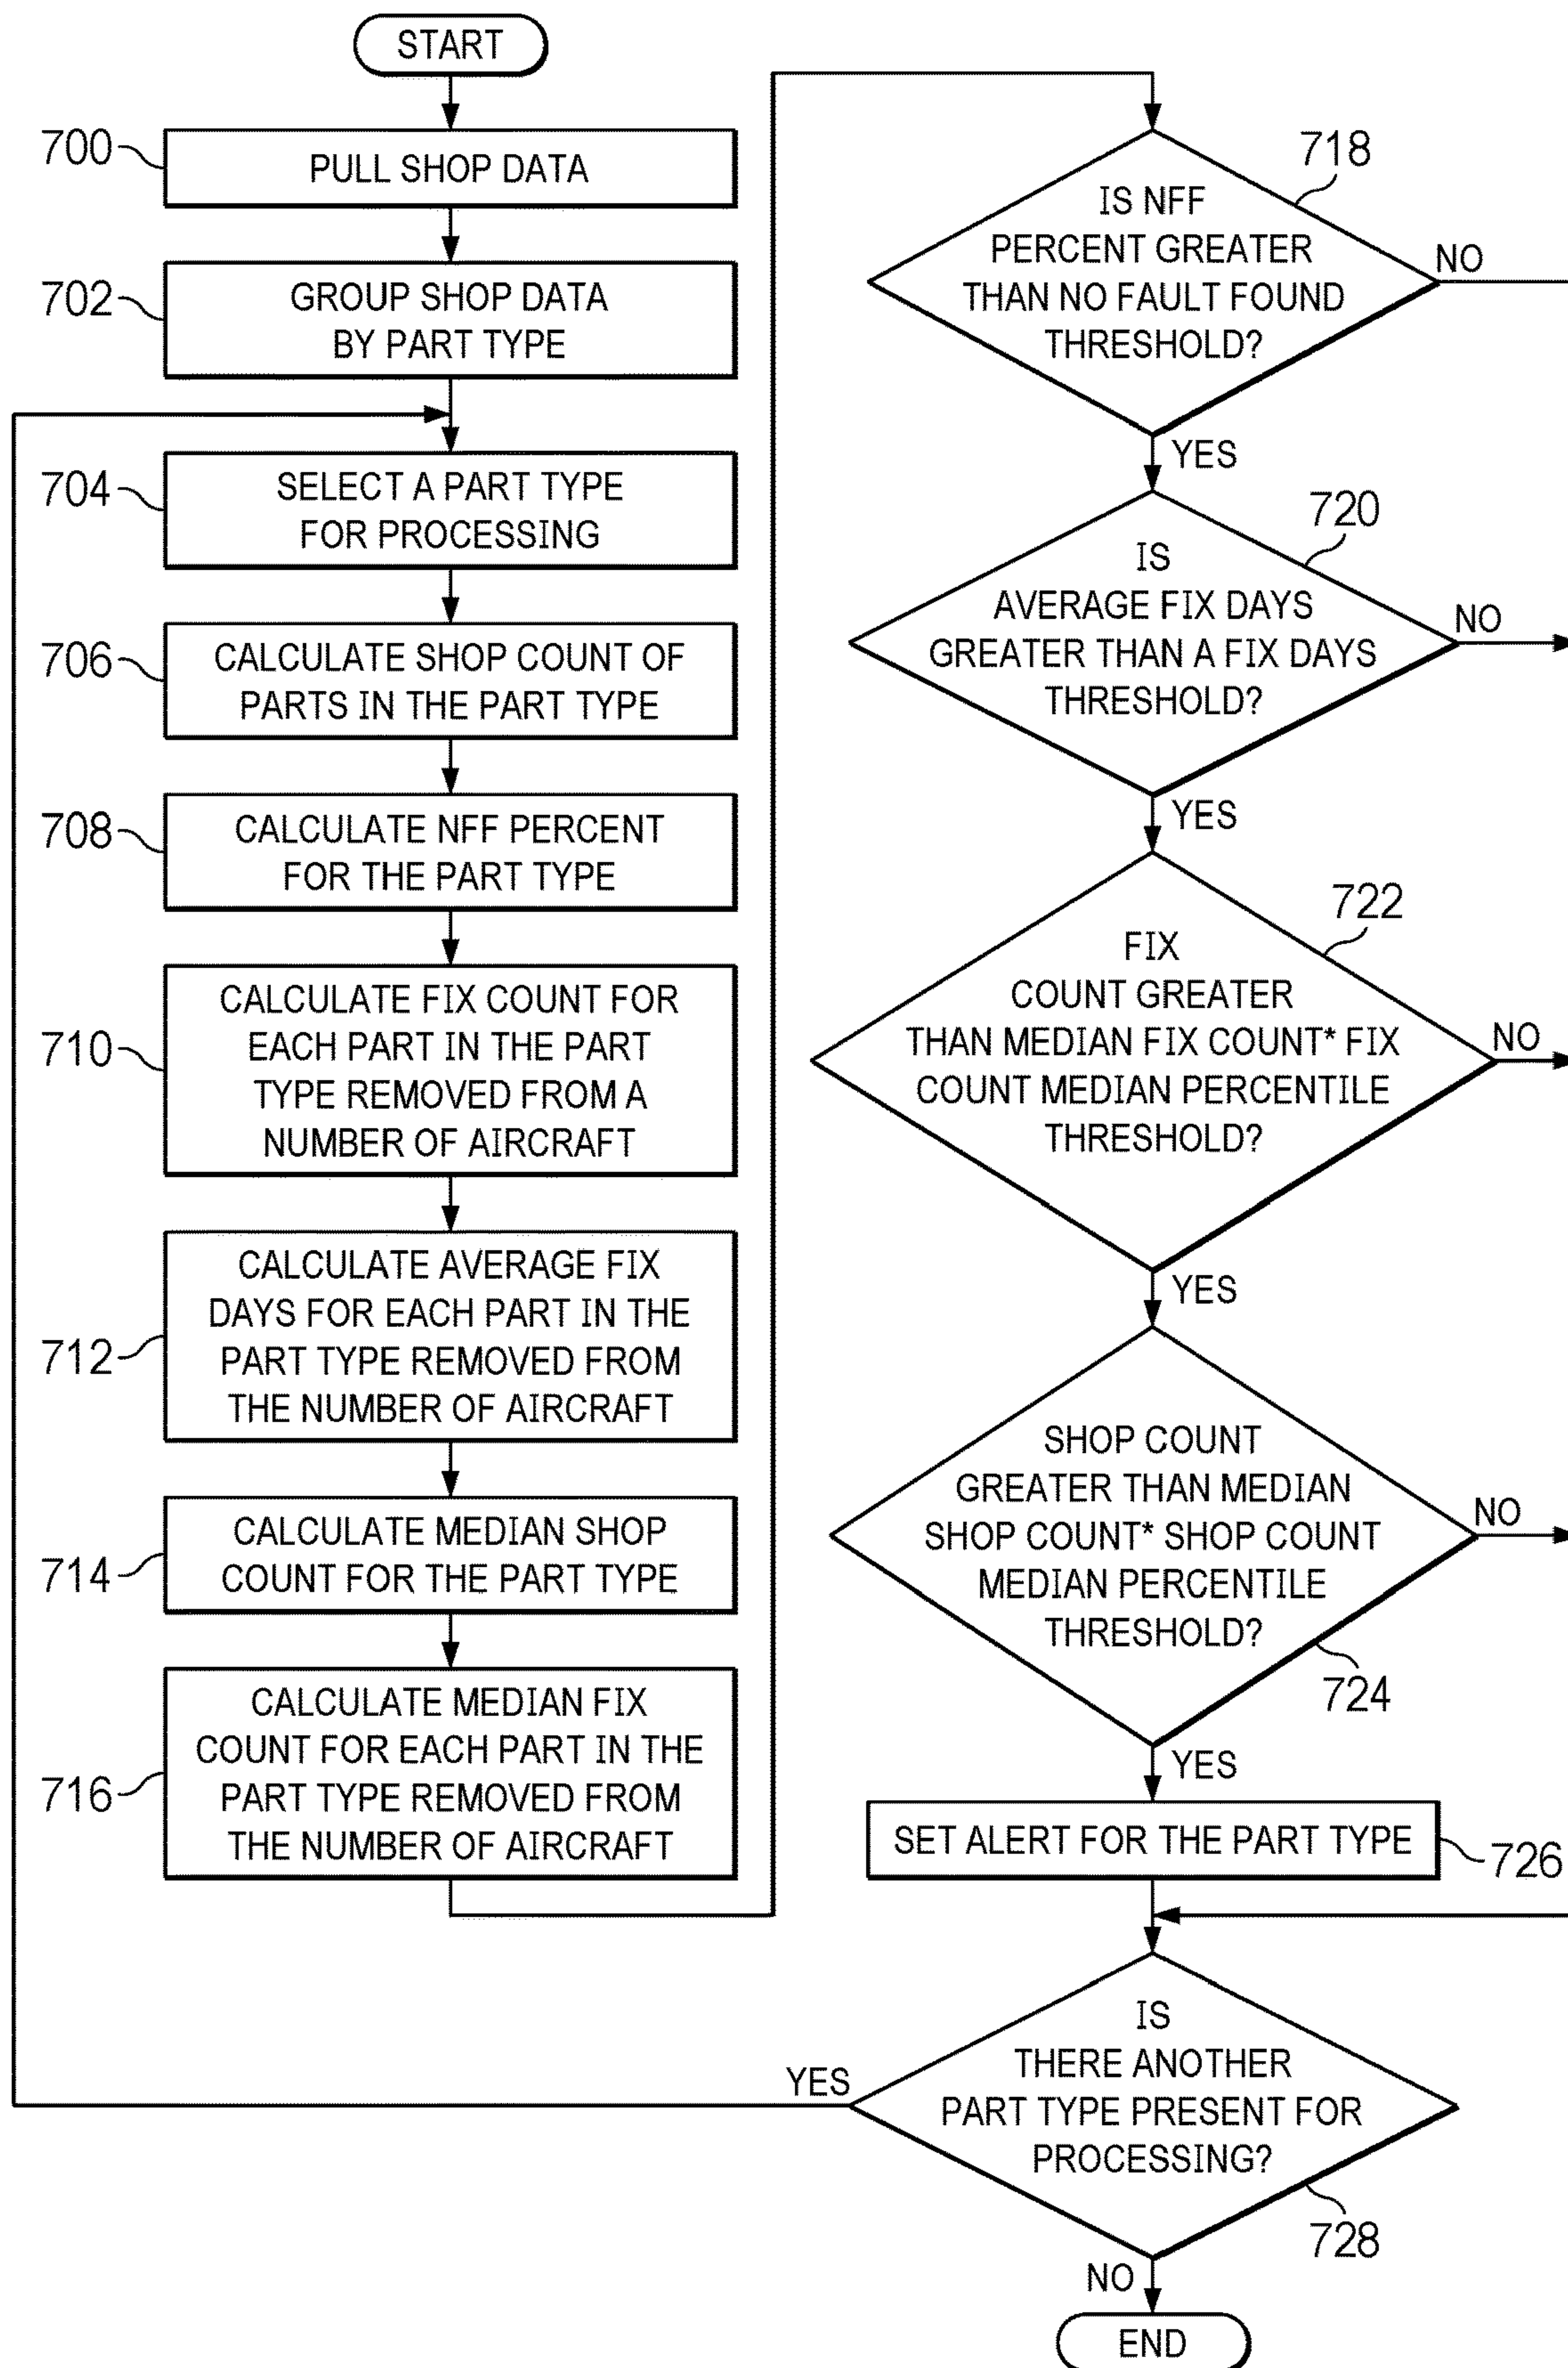 START
700
PULL SHOP DATA
702
GROUP SHOP DATA
BY PART TYPE
704
SELECT A PART TYPE
FOR PROCESSING
706
CALCULATE SHOP COUNT OF
PARTS IN THE PART TYPE
708
CALCULATE NFF PERCENT
FOR THE PART TYPE
710
CALCULATE FIX COUNT FOR
EACH PART IN THE PART
TYPE REMOVED FROM A
NUMBER OF AIRCRAFT
712
CALCULATE AVERAGE FIX
DAYS FOR EACH PART IN THE
PART TYPE REMOVED FROM
THE NUMBER OF AIRCRAFT
714
CALCULATE MEDIAN SHOP
COUNT FOR THE PART TYPE
716
CALCULATE MEDIAN FIX
COUNT FOR EACH PART IN THE
PART TYPE REMOVED FROM
THE NUMBER OF AIRCRAFT
718
IS NFF
PERCENT GREATER
THAN NO FAULT FOUND
THRESHOLD?
NO
YES
720
IS
AVERAGE FIX DAYS
GREATER THAN A FIX DAYS
THRESHOLD?
NO
YES
722
FIX
COUNT GREATER
THAN MEDIAN FIX COUNT* FIX
COUNT MEDIAN PERCENTILE
THRESHOLD?
NO
YES
SHOP COUNT
GREATER THAN MEDIAN
SHOP COUNT* SHOP COUNT
MEDIAN PERCENTILE
THRESHOLD?
NO
724
YES
SET ALERT FOR THE PART TYPE
726
IS
THERE ANOTHER
PART TYPE PRESENT FOR
PROCESSING?
YES
728
NO
END